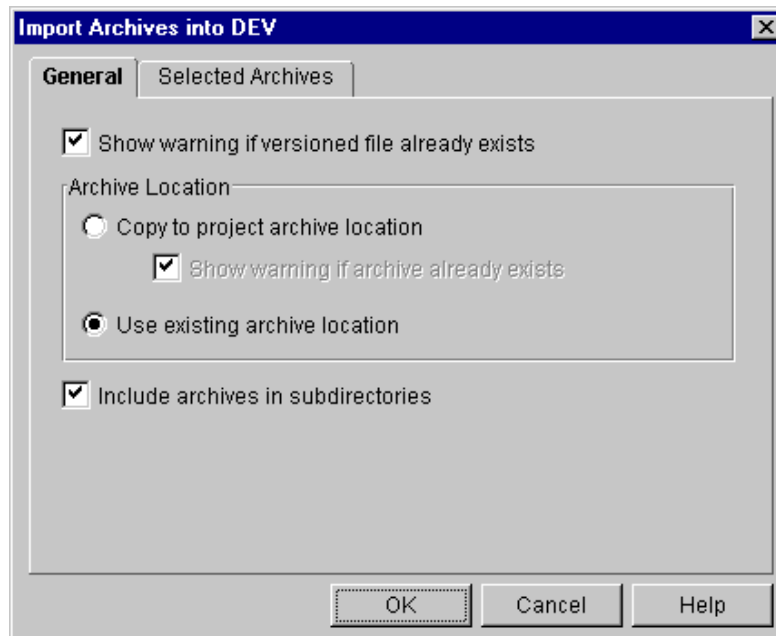 Import Archives into DEV
General
Selected Archives
Show warning if versioned file already exists
Archive Location
Copy to project archive location
Show warning if archive already exists
Use existing archive location
Include archives in subdirectories
OK
Cancel
Help